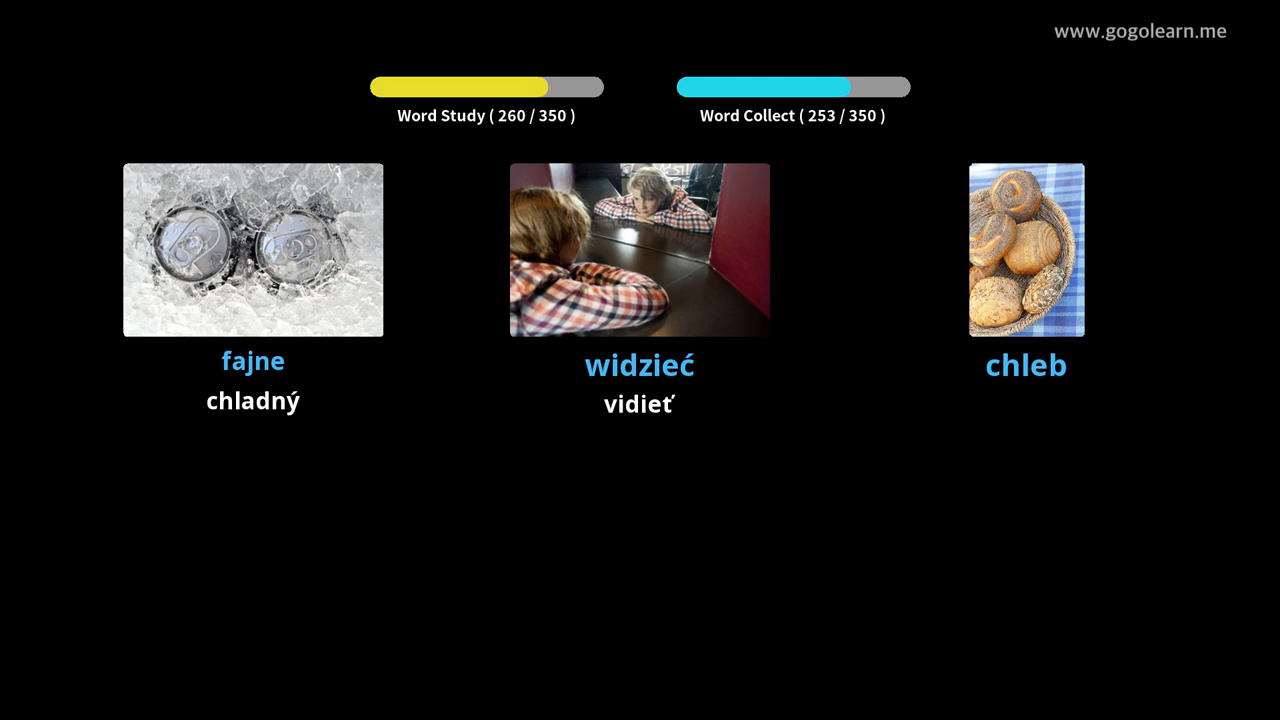 www.gogolearn.me
Word Study ( 260 / 350 )
Word Collect ( 253 / 350 )
fajne
chladný
widzieć
vidieť
chleb